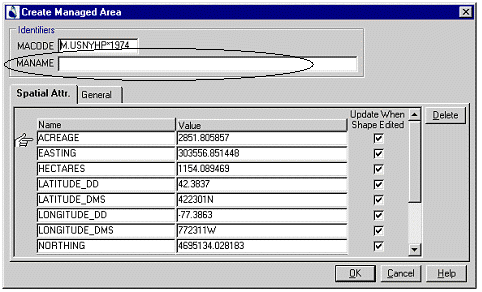 Create Managed Area
Identifiers
MACODE M.USNYHP*1974
MANAME
Spatial Attr. General
Name Value Update When Shape Edited Delete
ACREAGE 2851.805857
EASTING 303556.851448
HECTARES 1154.089469
LATITUDE_DD 42.3837
LATITUDE_DMS 422301N
LONGITUDE_DD -77.3863
LONGITUDE_DMS 772311W
NORTHING 4695134.028183
OK Cancel Help